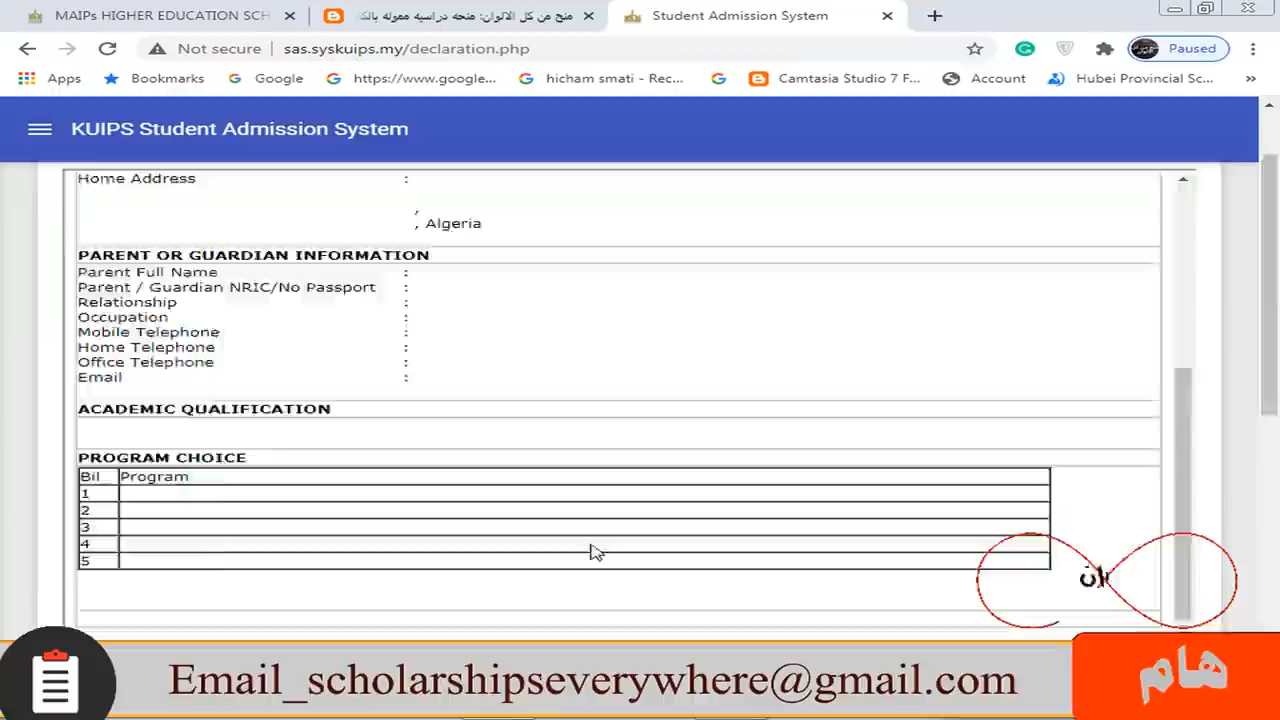 MAIPs HIGHER EDUCATION SCH
منح من كل الالوان: منحه دراسيه مموله بالك
Student Admission System
Not secure
sas.syskuips.my/declaration.php
Paused
Apps
Bookmarks
Google
https://www.google...
hicham smati - Rec...
Camtasia Studio 7 F...
Account
Hubei Provincial Sc...
»
KUIPS Student Admission System
Home Address :
,
, Algeria
PARENT OR GUARDIAN INFORMATION
Parent Full Name :
Parent / Guardian NRIC/No Passport :
Relationship :
Occupation :
Mobile Telephone :
Home Telephone :
Office Telephone :
Email :
ACADEMIC QUALIFICATION
PROGRAM CHOICE
Bil Program
1
2
3
4
5
Email_scholarshipseverywhere@gmail.com
هام